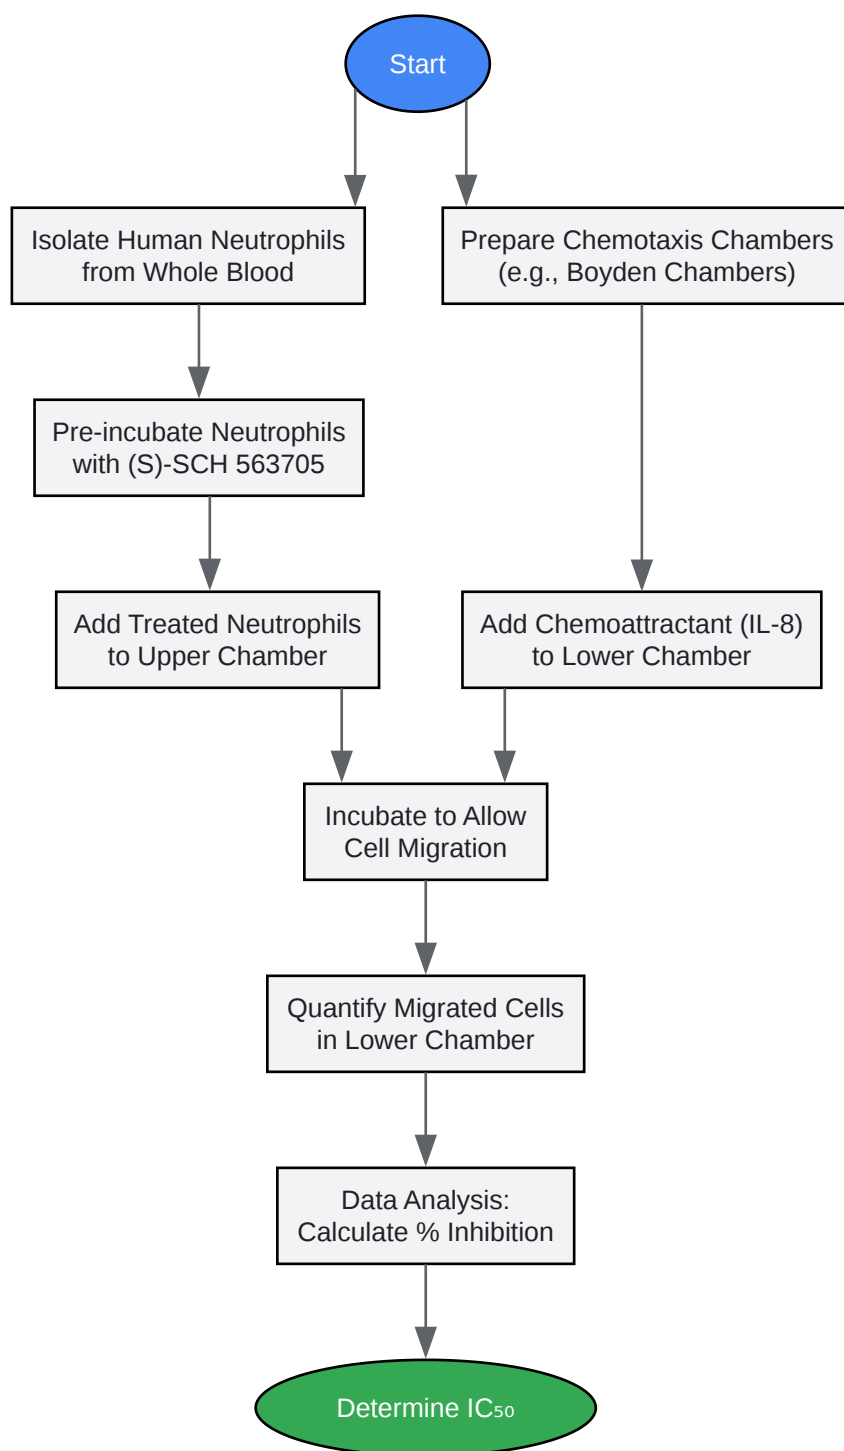 Start
Isolate Human Neutrophils
from Whole Blood
Prepare Chemotaxis Chambers
(e.g., Boyden Chambers)
Pre-incubate Neutrophils
with (S)-SCH 563705
Add Treated Neutrophils
to Upper Chamber
Add Chemoattractant (IL-8)
to Lower Chamber
Incubate to Allow
Cell Migration
Quantify Migrated Cells
in Lower Chamber
Data Analysis:
Calculate % Inhibition
Determine IC₅₀